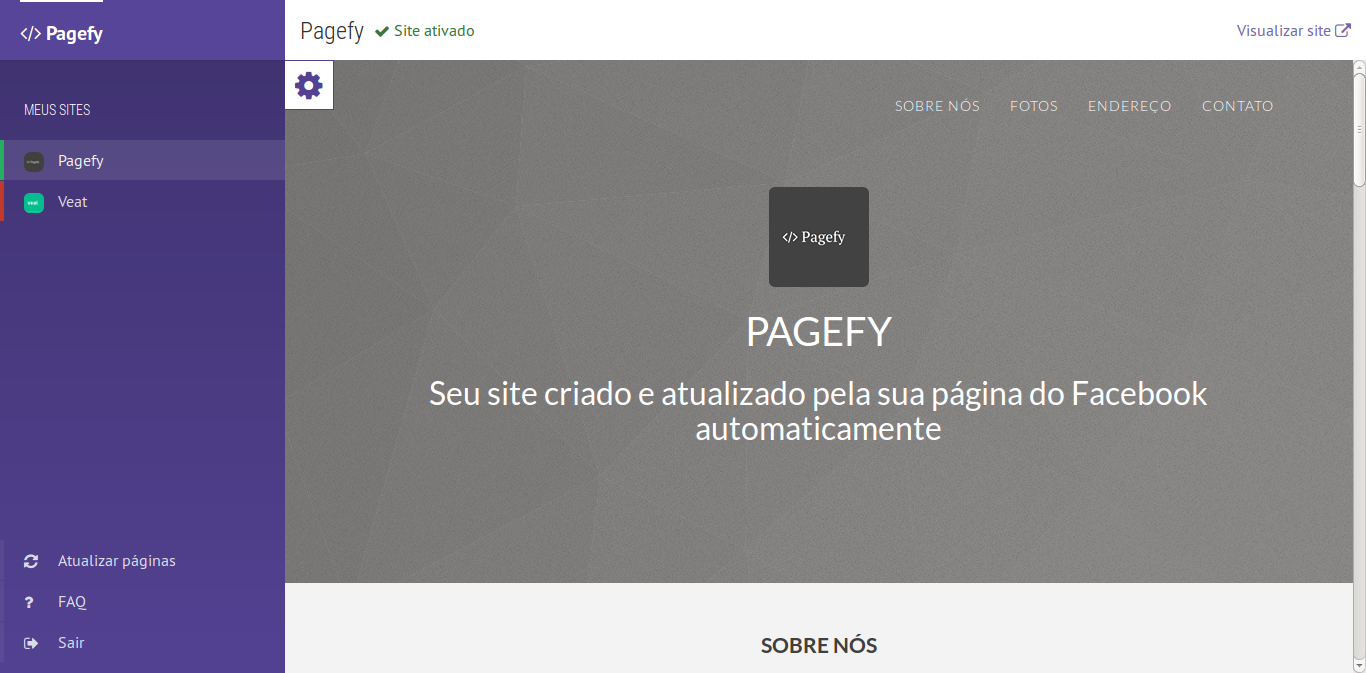 </> Pagefy
MEUS SITES
Pagefy
Veat
Atualizar páginas
? FAQ
Sair
Pagefy Site ativado
Visualizar site
SOBRE NÓS FOTOS ENDEREÇO CONTATO
</> Pagefy
PAGEFY
Seu site criado e atualizado pela sua página do Facebook
automaticamente
SOBRE NÓS